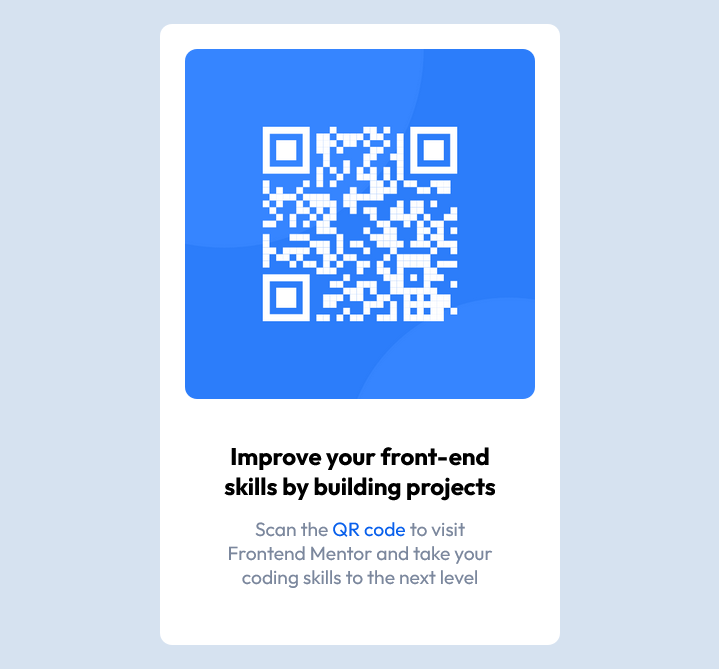 Improve your front-end
skills by building projects
Scan the QR code to visit
Frontend Mentor and take your
coding skills to the next level